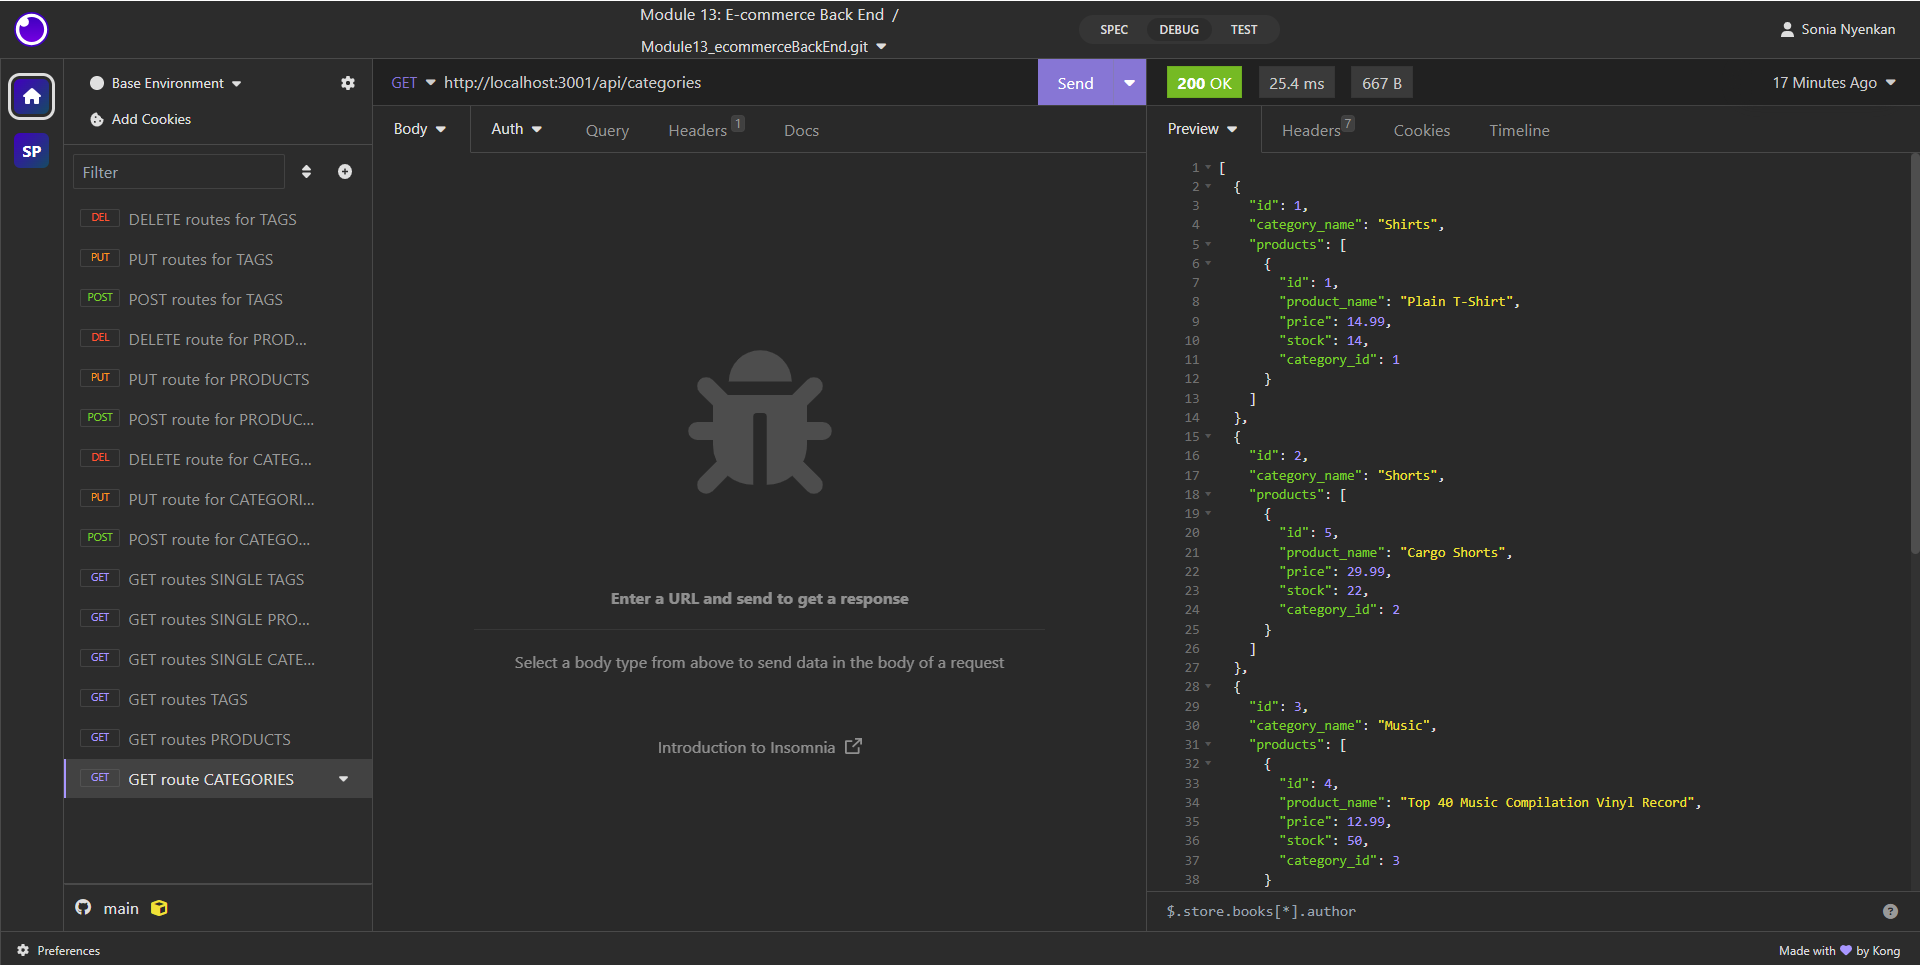 Module 13: E-commerce Back End /
Module13_ecommerceBackEnd.git
SPEC
DEBUG
TEST
Sonia Nyenkan
SP
Base Environment
Add Cookies
Filter
DEL DELETE routes for TAGS
PUT PUT routes for TAGS
POST POST routes for TAGS
DEL DELETE route for PROD...
PUT PUT route for PRODUCTS
POST POST route for PRODUC...
DEL DELETE route for CATEG...
PUT PUT route for CATEGORI...
POST POST route for CATEGO...
GET GET routes SINGLE TAGS
GET GET routes SINGLE PRO...
GET GET routes SINGLE CATE...
GET GET routes TAGS
GET GET routes PRODUCTS
GET GET route CATEGORIES
main
GET http://localhost:3001/api/categories
Send
Body
Auth
Query
Headers 1
Docs
Enter a URL and send to get a response
Select a body type from above to send data in the body of a request
Introduction to Insomnia
200 OK
25.4 ms
667 B
17 Minutes Ago
Preview
Headers 7
Cookies
Timeline
1 [
2 {
3 "id": 1,
4 "category_name": "Shirts",
5 "products": [
6 {
7 "id": 1,
8 "product_name": "Plain T-Shirt",
9 "price": 14.99,
10 "stock": 14,
11 "category_id": 1
12 }
13 ]
14 },
15 {
16 "id": 2,
17 "category_name": "Shorts",
18 "products": [
19 {
20 "id": 5,
21 "product_name": "Cargo Shorts",
22 "price": 29.99,
23 "stock": 22,
24 "category_id": 2
25 }
26 ]
27 },
28 {
29 "id": 3,
30 "category_name": "Music",
31 "products": [
32 {
33 "id": 4,
34 "product_name": "Top 40 Music Compilation Vinyl Record",
35 "price": 12.99,
36 "stock": 50,
37 "category_id": 3
38 }
$.store.books[*].author
Preferences
Made with 💜 by Kong